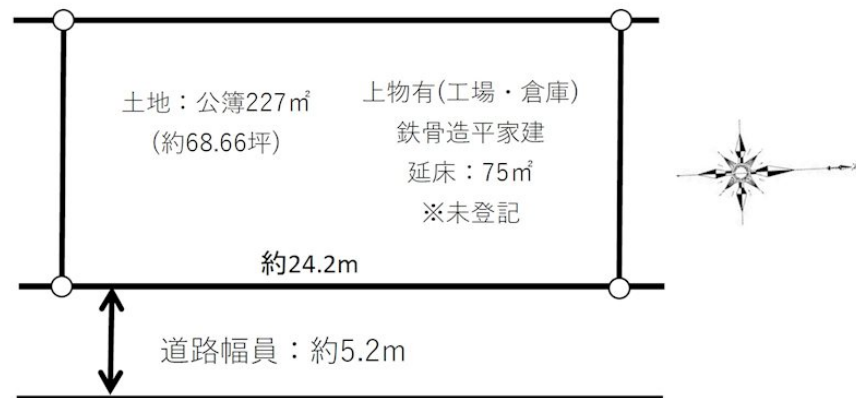 土地：公簿227㎡
(約68.66坪)
上物有(工場・倉庫)
鉄骨造平家建
延床：75㎡
※未登記
約24.2m
道路幅員：約5.2m